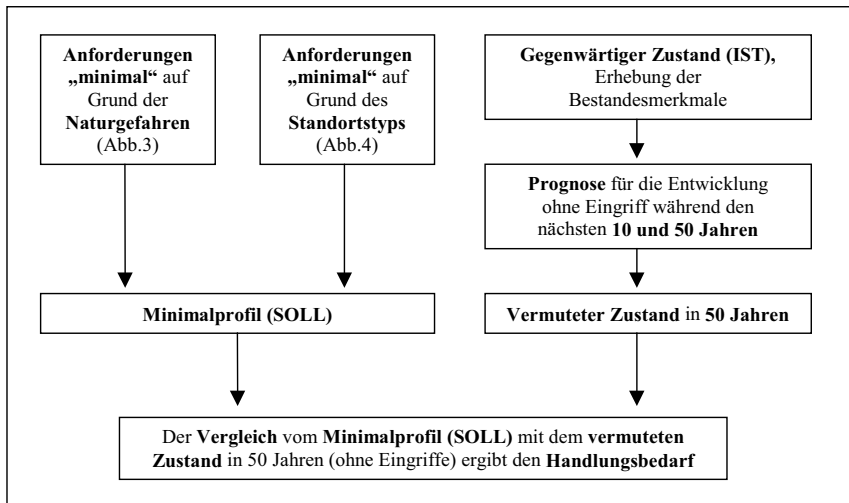 Anforderungen
„minimal“ auf
Grund der
Naturgefahren
(Abb.3)
Anforderungen
„minimal“ auf
Grund des
Standortstyps
(Abb.4)
Gegenwärtiger Zustand (IST),
Erhebung der
Bestandesmerkmale
Prognose für die Entwicklung
ohne Eingriff während den
nächsten 10 und 50 Jahren
Minimalprofil (SOLL)
Vermuteter Zustand in 50 Jahren
Der Vergleich vom Minimalprofil (SOLL) mit dem vermuteten
Zustand in 50 Jahren (ohne Eingriffe) ergibt den Handlungsbedarf